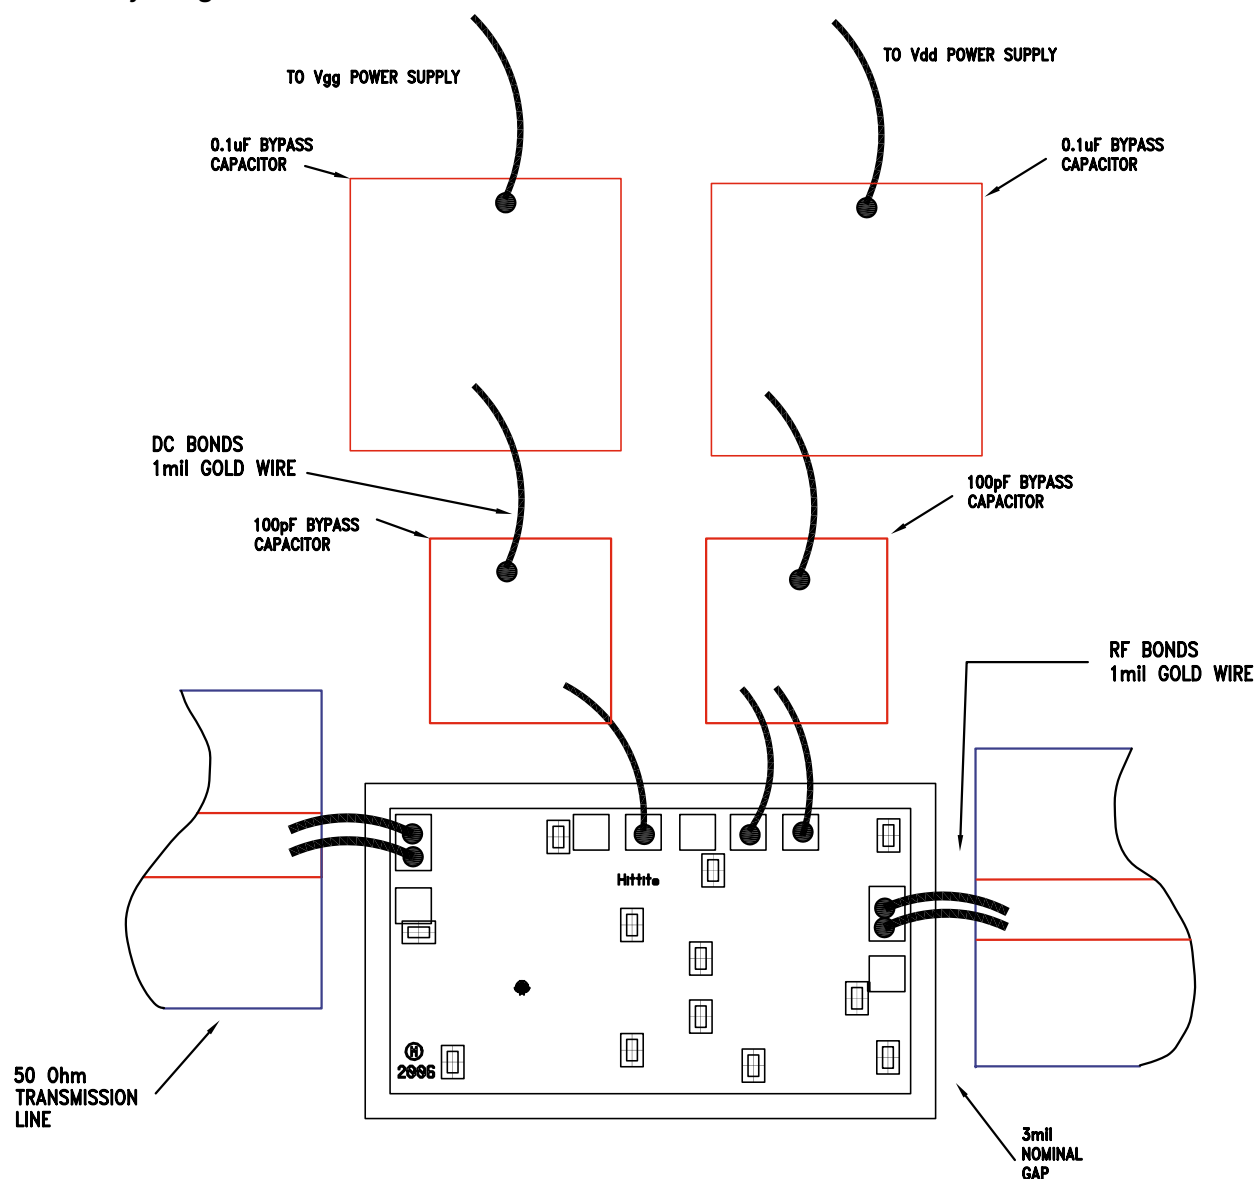 TO Vgg POWER SUPPLY
TO Vdd POWER SUPPLY
0.1uF BYPASS
CAPACITOR
0.1uF BYPASS
CAPACITOR
DC BONDS
1mil GOLD WIRE
100pF BYPASS
CAPACITOR
100pF BYPASS
CAPACITOR
RF BONDS
1mil GOLD WIRE
Hittite
H
2006
50 Ohm
TRANSMISSION
LINE
3mil
NOMINAL
GAP